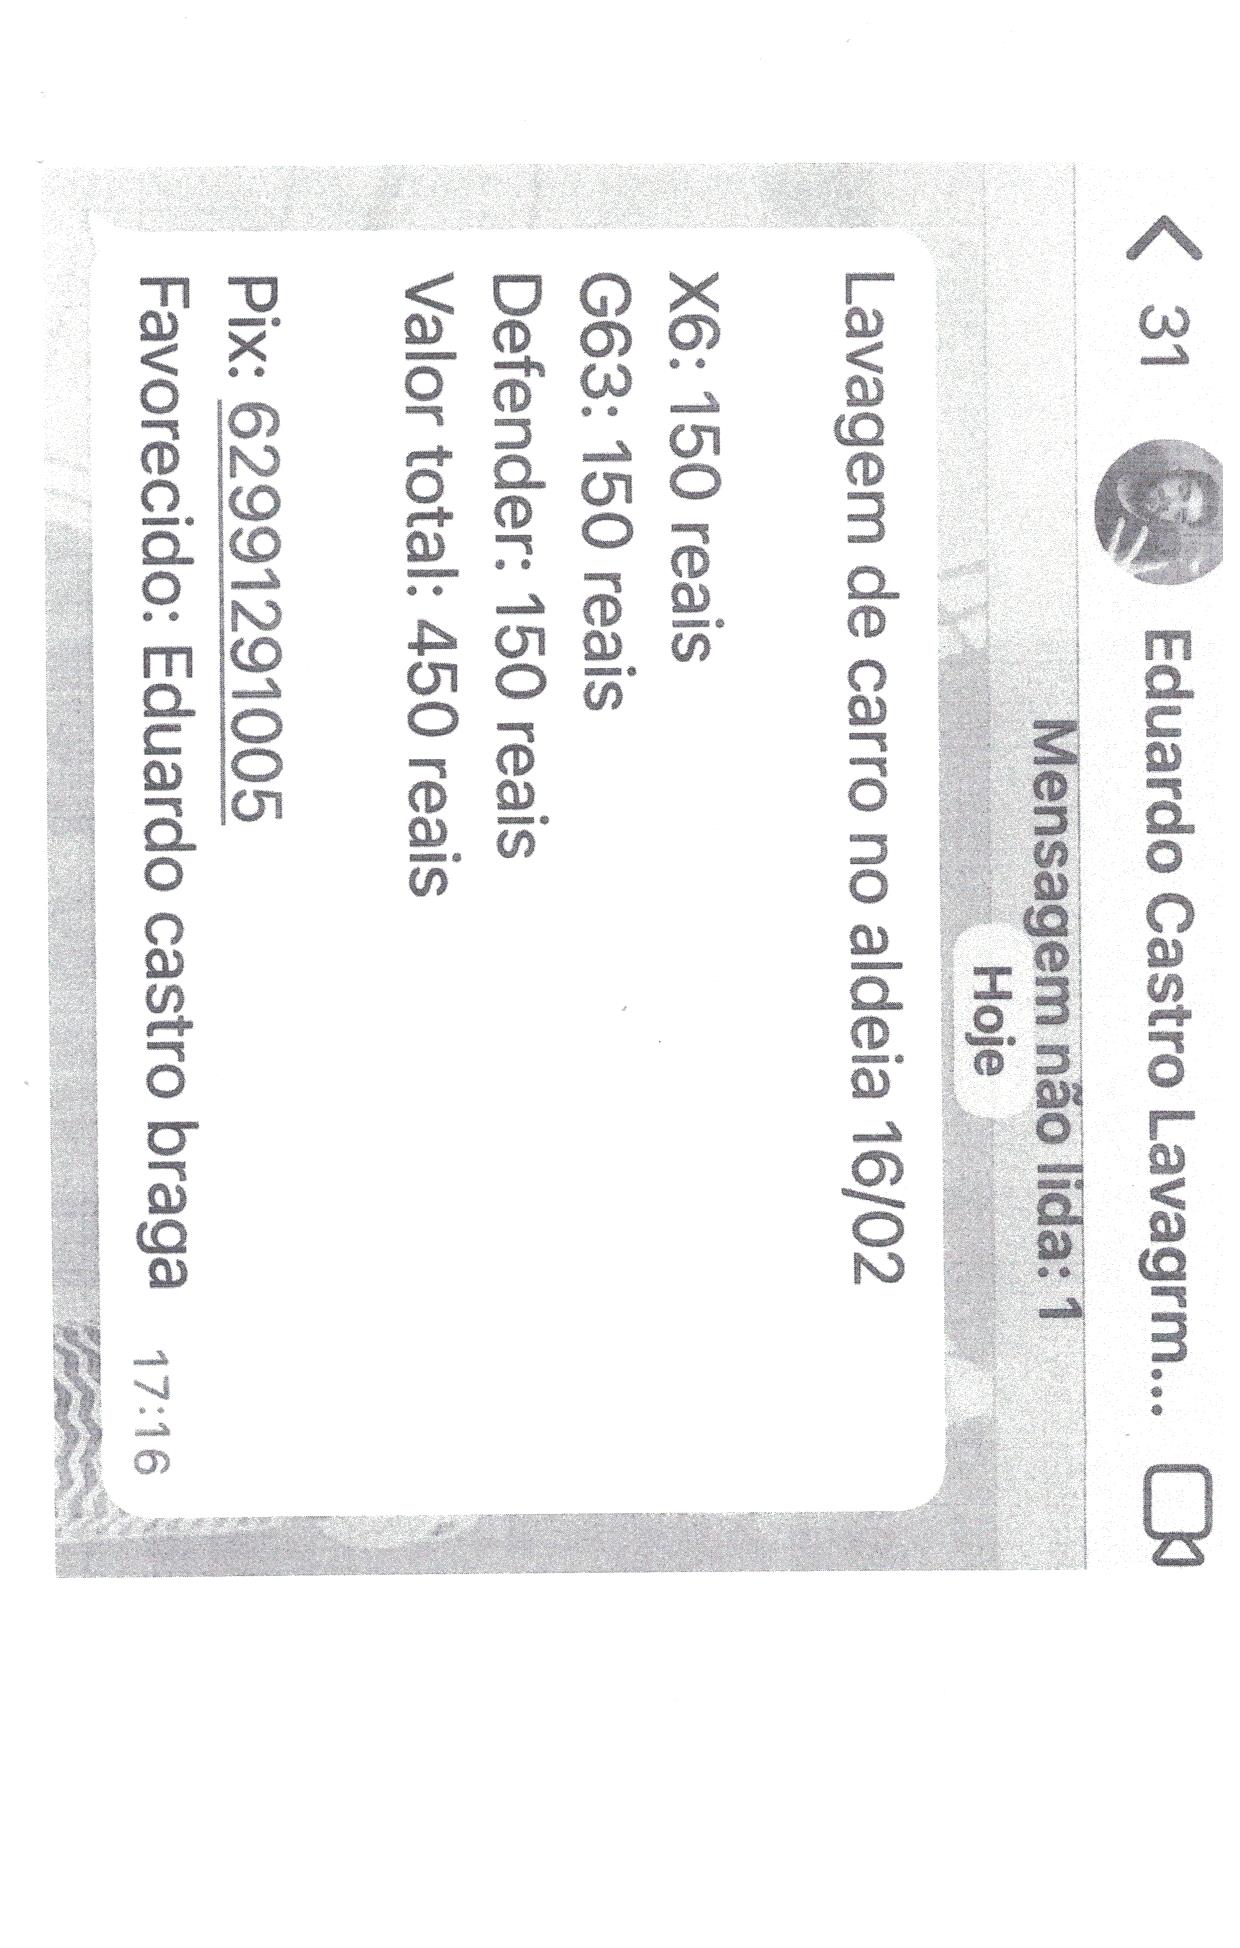 31 Eduardo Castro Lavagrm...
Mensagem não lida: 1
Hoje
Lavagem de carro no aldeia 16/02
X6: 150 reais
G63: 150 reais
Defender: 150 reais
Valor total: 450 reais
Pix: 62991291005
Favorecido: Eduardo castro braga
17:16